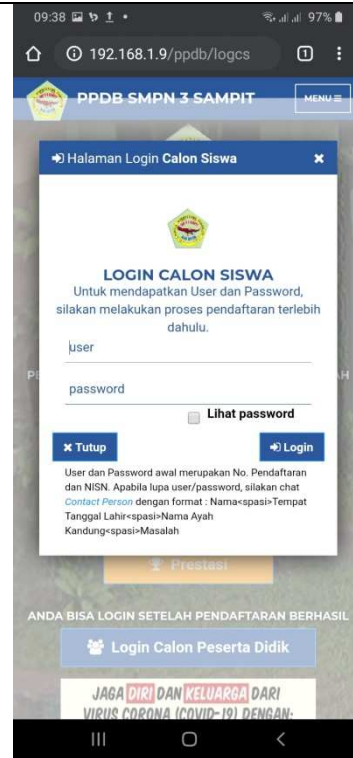 09:38
97%
192.168.1.9/ppdb/logcs
1
PPDB SMPN 3 SAMPIT
MENU
Halaman Login Calon Siswa
LOGIN CALON SISWA
Untuk mendapatkan User dan Password,
silakan melakukan proses pendaftaran terlebih
dahulu.
user
password
Lihat password
Tutup
Login
User dan Password awal merupakan No. Pendaftaran
dan NISN. Apabila lupa user/password, silakan chat
Contact Person dengan format : Nama<spasi>Tempat
Tanggal Lahir<spasi>Nama Ayah
Kandung<spasi>Masalah
Prestasi
ANDA BISA LOGIN SETELAH PENDAFTARAN BERHASIL
Login Calon Peserta Didik
JAGA DIRI DAN KELUARGA DARI
VIRUS CORONA (COVID-19) DENGAN: